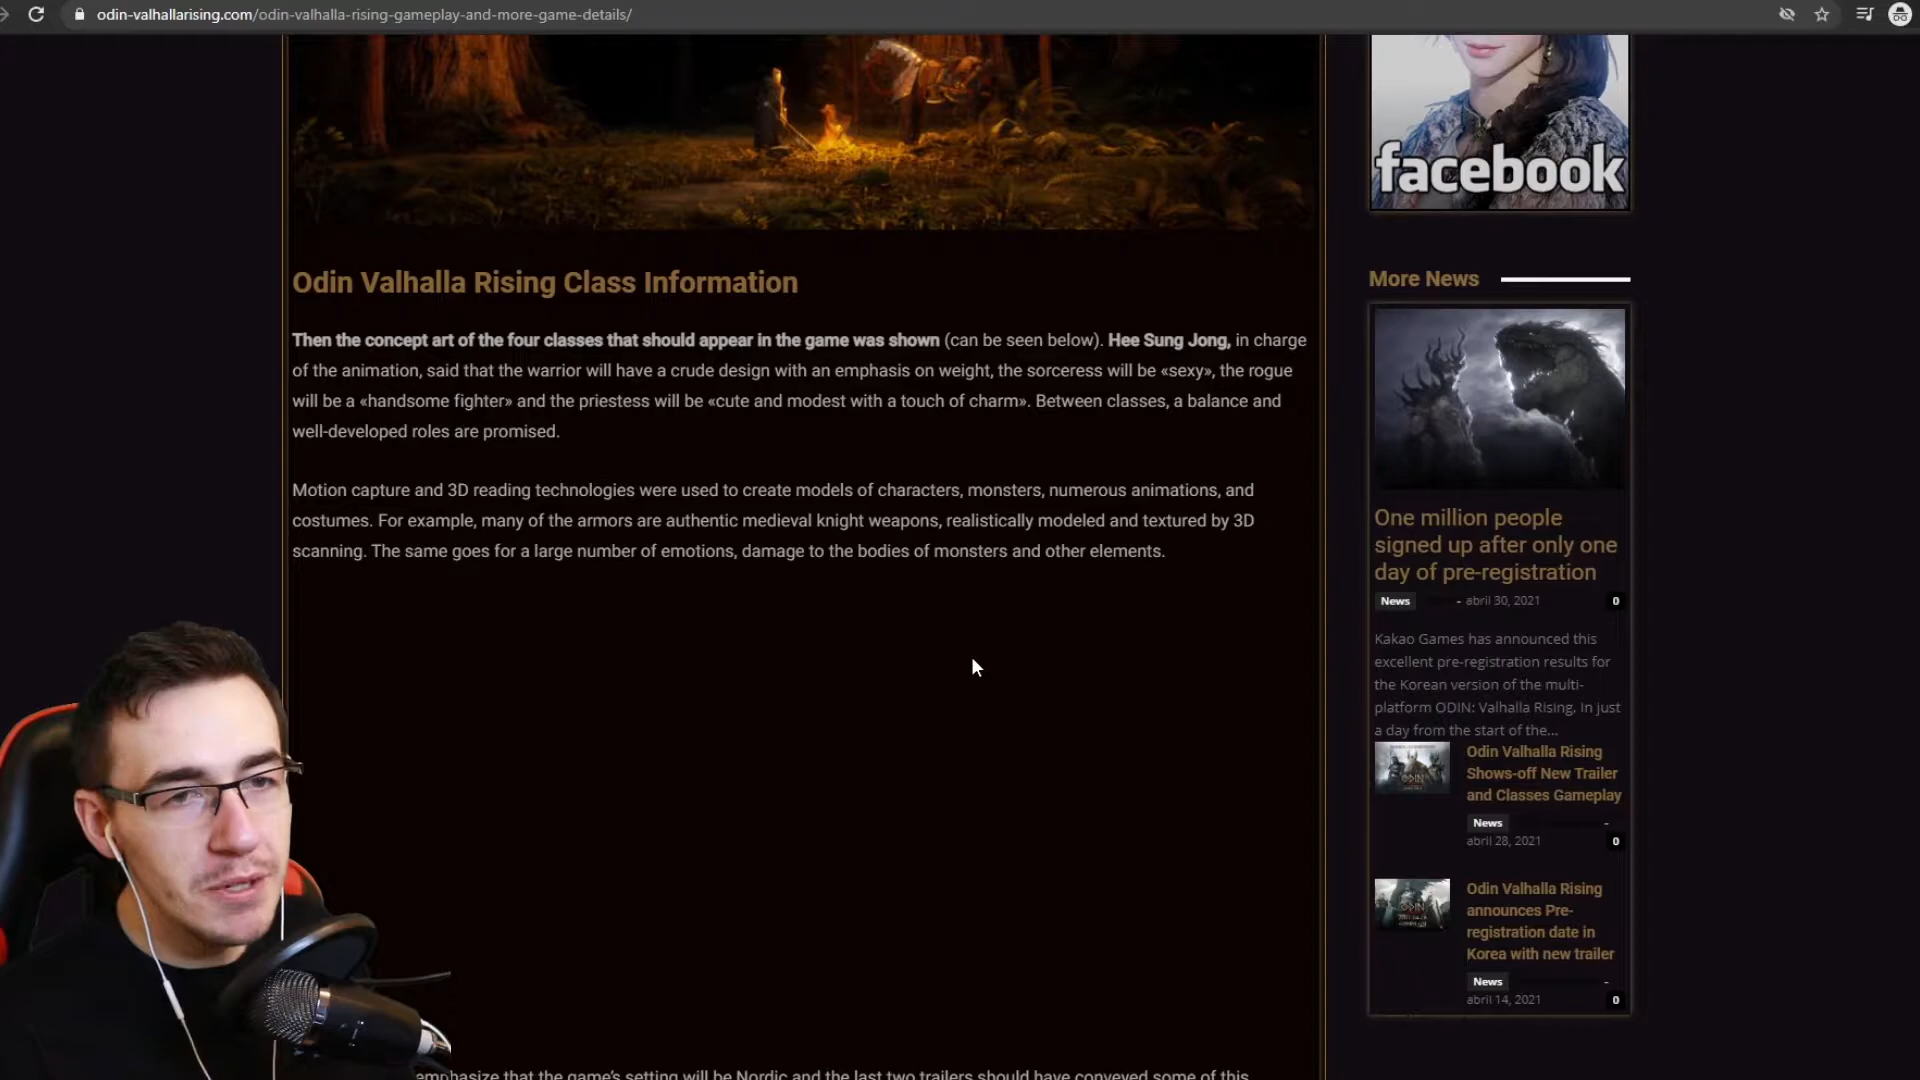 odin-valhallarising.com/odin-valhalla-rising-gameplay-and-more-game-details/
facebook
Odin Valhalla Rising Class Information
Then the concept art of the four classes that should appear in the game was shown (can be seen below). Hee Sung Jong, in charge
of the animation, said that the warrior will have a crude design with an emphasis on weight, the sorceress will be «sexy», the rogue
will be a «handsome fighter» and the priestess will be «cute and modest with a touch of charm». Between classes, a balance and
well-developed roles are promised.
Motion capture and 3D reading technologies were used to create models of characters, monsters, numerous animations, and
costumes. For example, many of the armors are authentic medieval knight weapons, realistically modeled and textured by 3D
scanning. The same goes for a large number of emotions, damage to the bodies of monsters and other elements.
emphasize that the game's setting will be Nordic and the last two trailers should have conveyed some of this
More News
One million people
signed up after only one
day of pre-registration
News - abril 30, 2021 0
Kakao Games has announced this
excellent pre-registration results for
the Korean version of the multi-
platform ODIN: Valhalla Rising. In just
a day from the start of the...
ODIN
Odin Valhalla Rising
Shows-off New Trailer
and Classes Gameplay
News -
abril 28, 2021 0
ODIN
Odin Valhalla Rising
announces Pre-
registration date in
Korea with new trailer
News -
abril 14, 2021 0